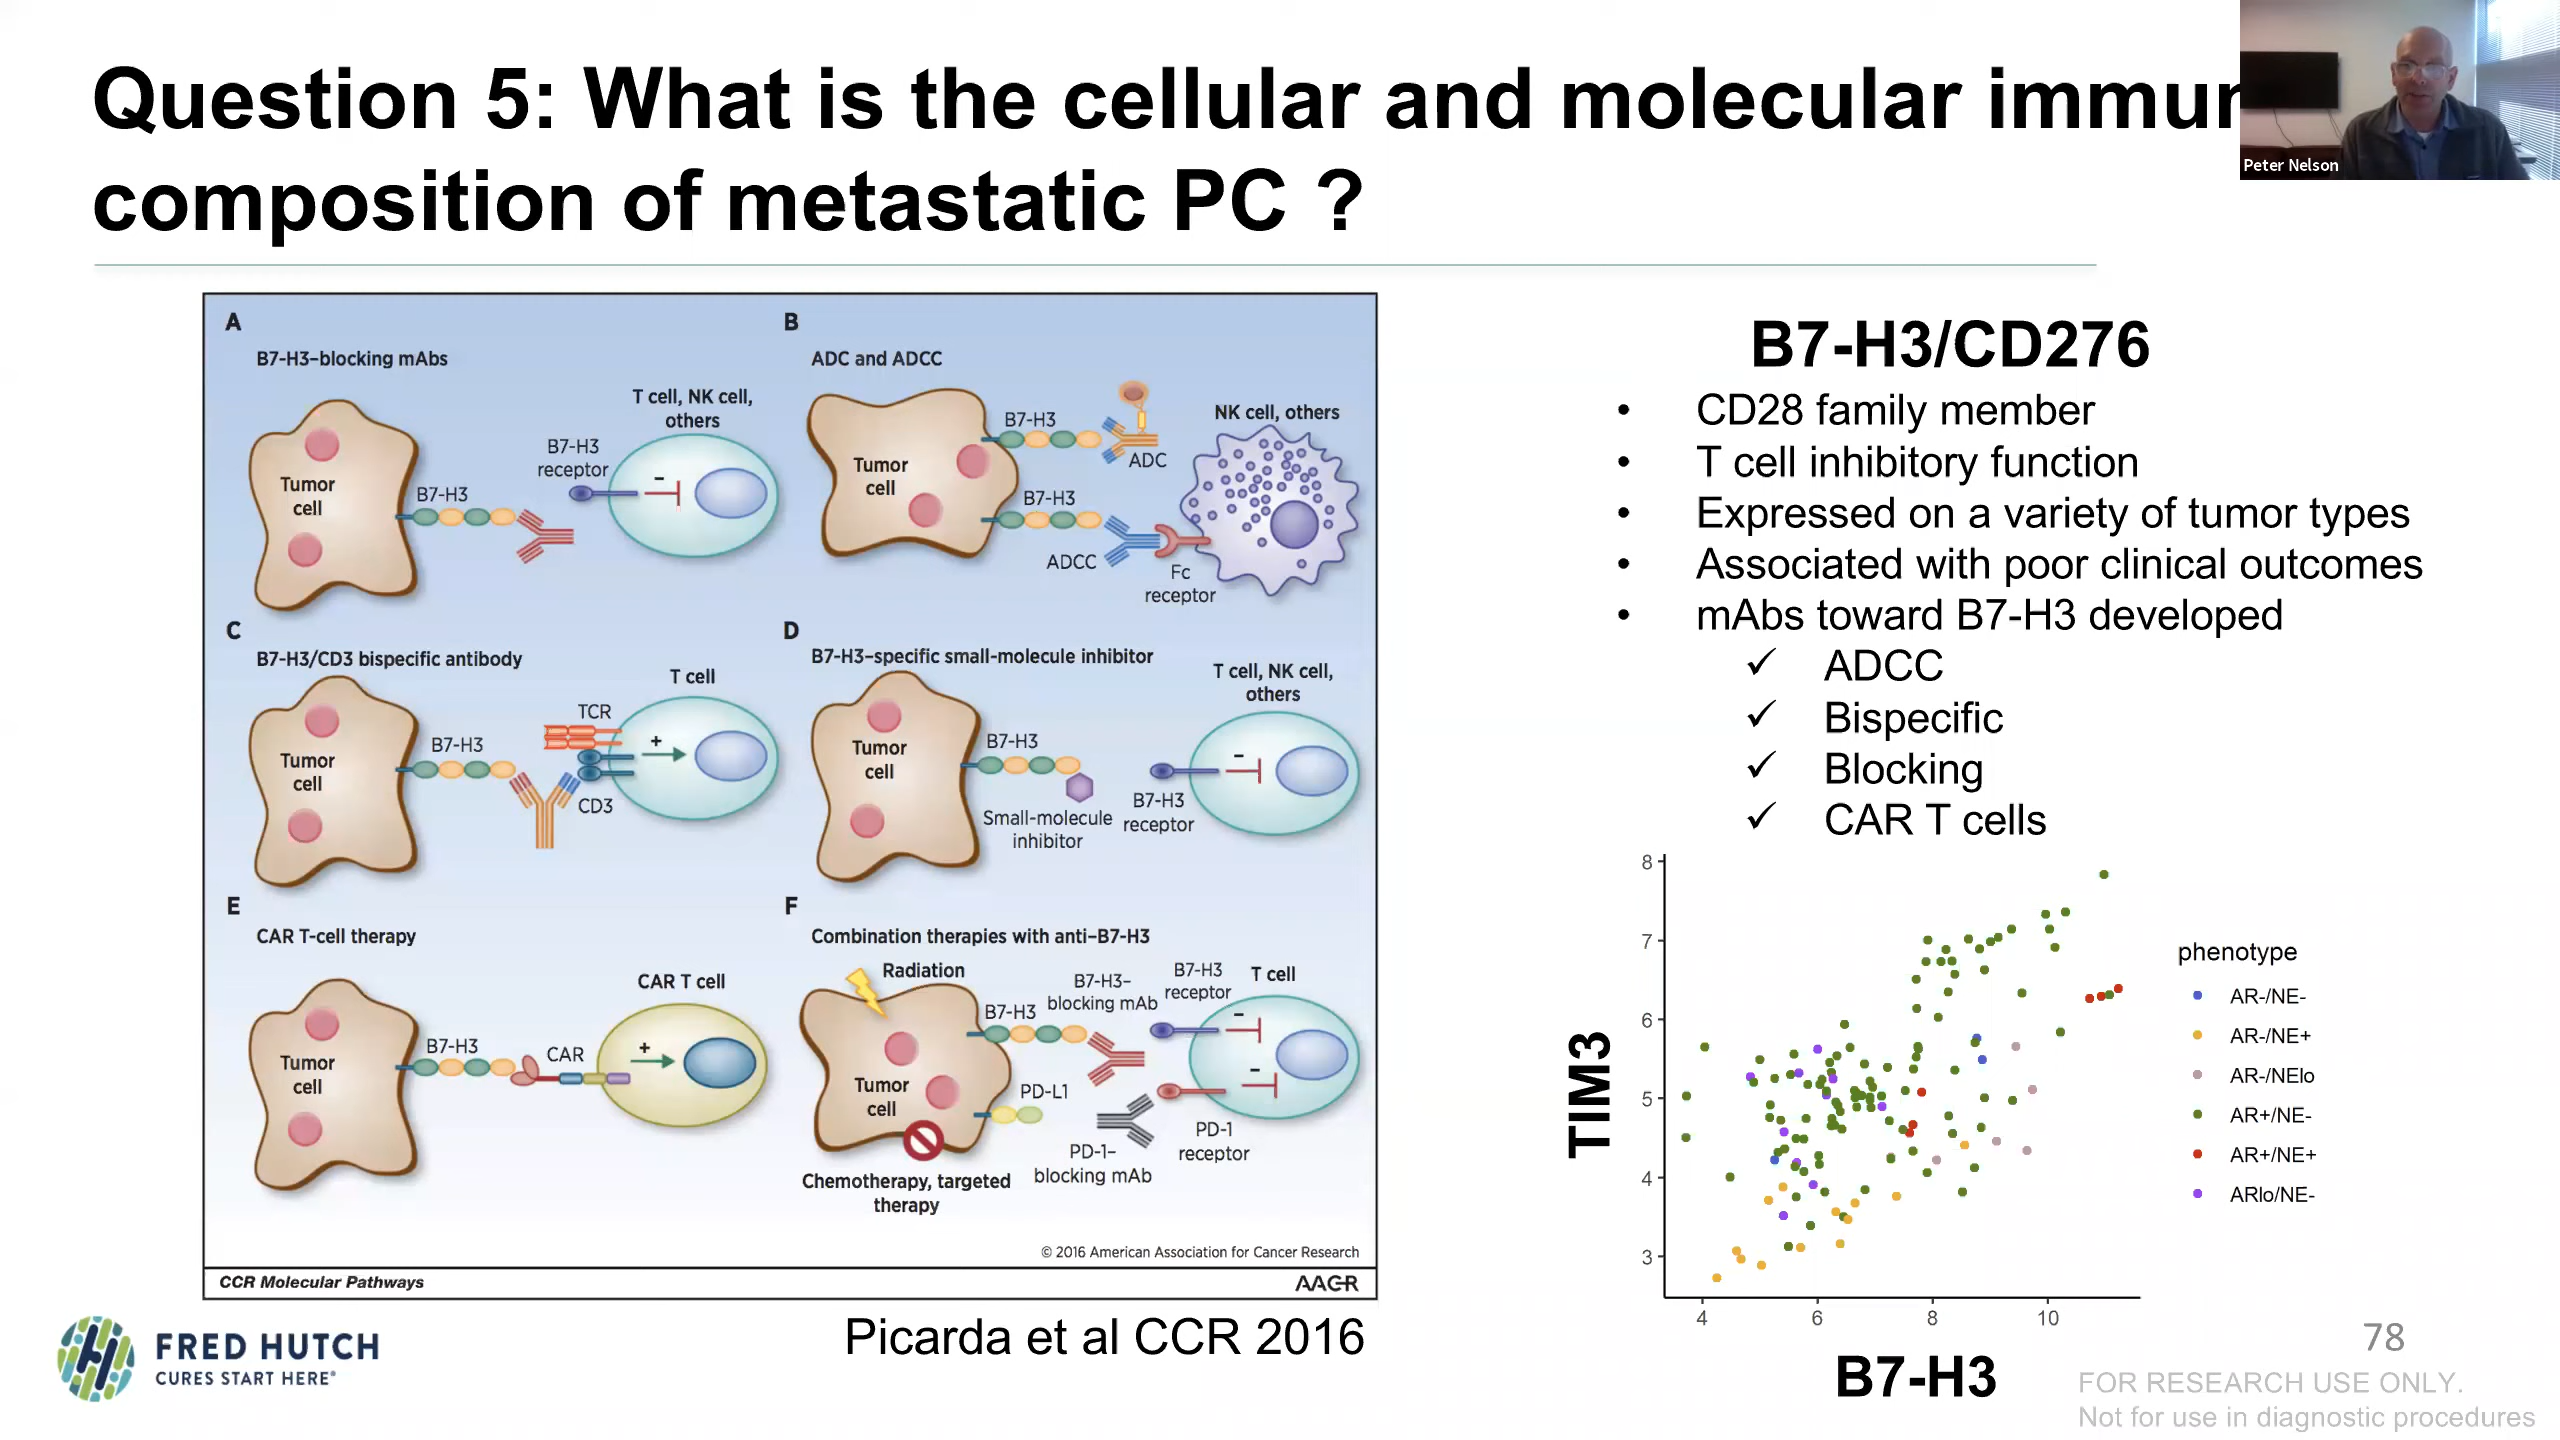 Question 5: What is the cellular and molecular immun
composition of metastatic PC ?
Peter Nelson
A
B7-H3–blocking mAbs
Tumor
cell
B7-H3
B7-H3
receptor
T cell, NK cell,
others
–
B
ADC and ADCC
Tumor
cell
B7-H3
ADC
B7-H3
ADCC
Fc
receptor
NK cell, others
C
B7-H3/CD3 bispecific antibody
Tumor
cell
B7-H3
TCR
CD3
T cell
+
D
B7-H3–specific small-molecule inhibitor
Tumor
cell
B7-H3
Small-molecule
inhibitor
B7-H3
receptor
T cell, NK cell,
others
–
E
CAR T-cell therapy
Tumor
cell
B7-H3
CAR
CAR T cell
+
F
Combination therapies with anti–B7-H3
Radiation
Tumor
cell
B7-H3
B7-H3–
blocking mAb
B7-H3
receptor
T cell
–
–
PD-L1
PD-1–
blocking mAb
PD-1
receptor
Chemotherapy, targeted
therapy
© 2016 American Association for Cancer Research
CCR Molecular Pathways
AACR
Picarda et al CCR 2016
B7-H3/CD276
• CD28 family member
• T cell inhibitory function
• Expressed on a variety of tumor types
• Associated with poor clinical outcomes
• mAbs toward B7-H3 developed
✓ ADCC
✓ Bispecific
✓ Blocking
✓ CAR T cells
TIM3
8
7
6
5
4
3
4 6 8 10
B7-H3
phenotype
AR-/NE-
AR-/NE+
AR-/NElo
AR+/NE-
AR+/NE+
ARlo/NE-
FRED HUTCH
CURES START HERE®
78
FOR RESEARCH USE ONLY.
Not for use in diagnostic procedures